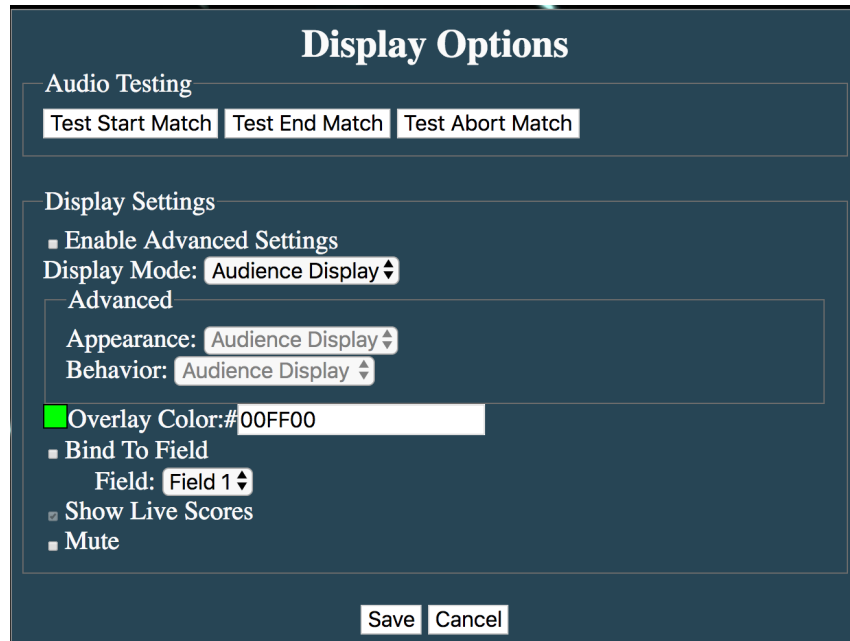 Display Options
Audio Testing
Test Start Match Test End Match Test Abort Match
Display Settings
Enable Advanced Settings
Display Mode: Audience Display
Advanced
Appearance: Audience Display
Behavior: Audience Display
Overlay Color:#00FF00
Bind To Field
Field: Field 1
Show Live Scores
Mute
Save Cancel